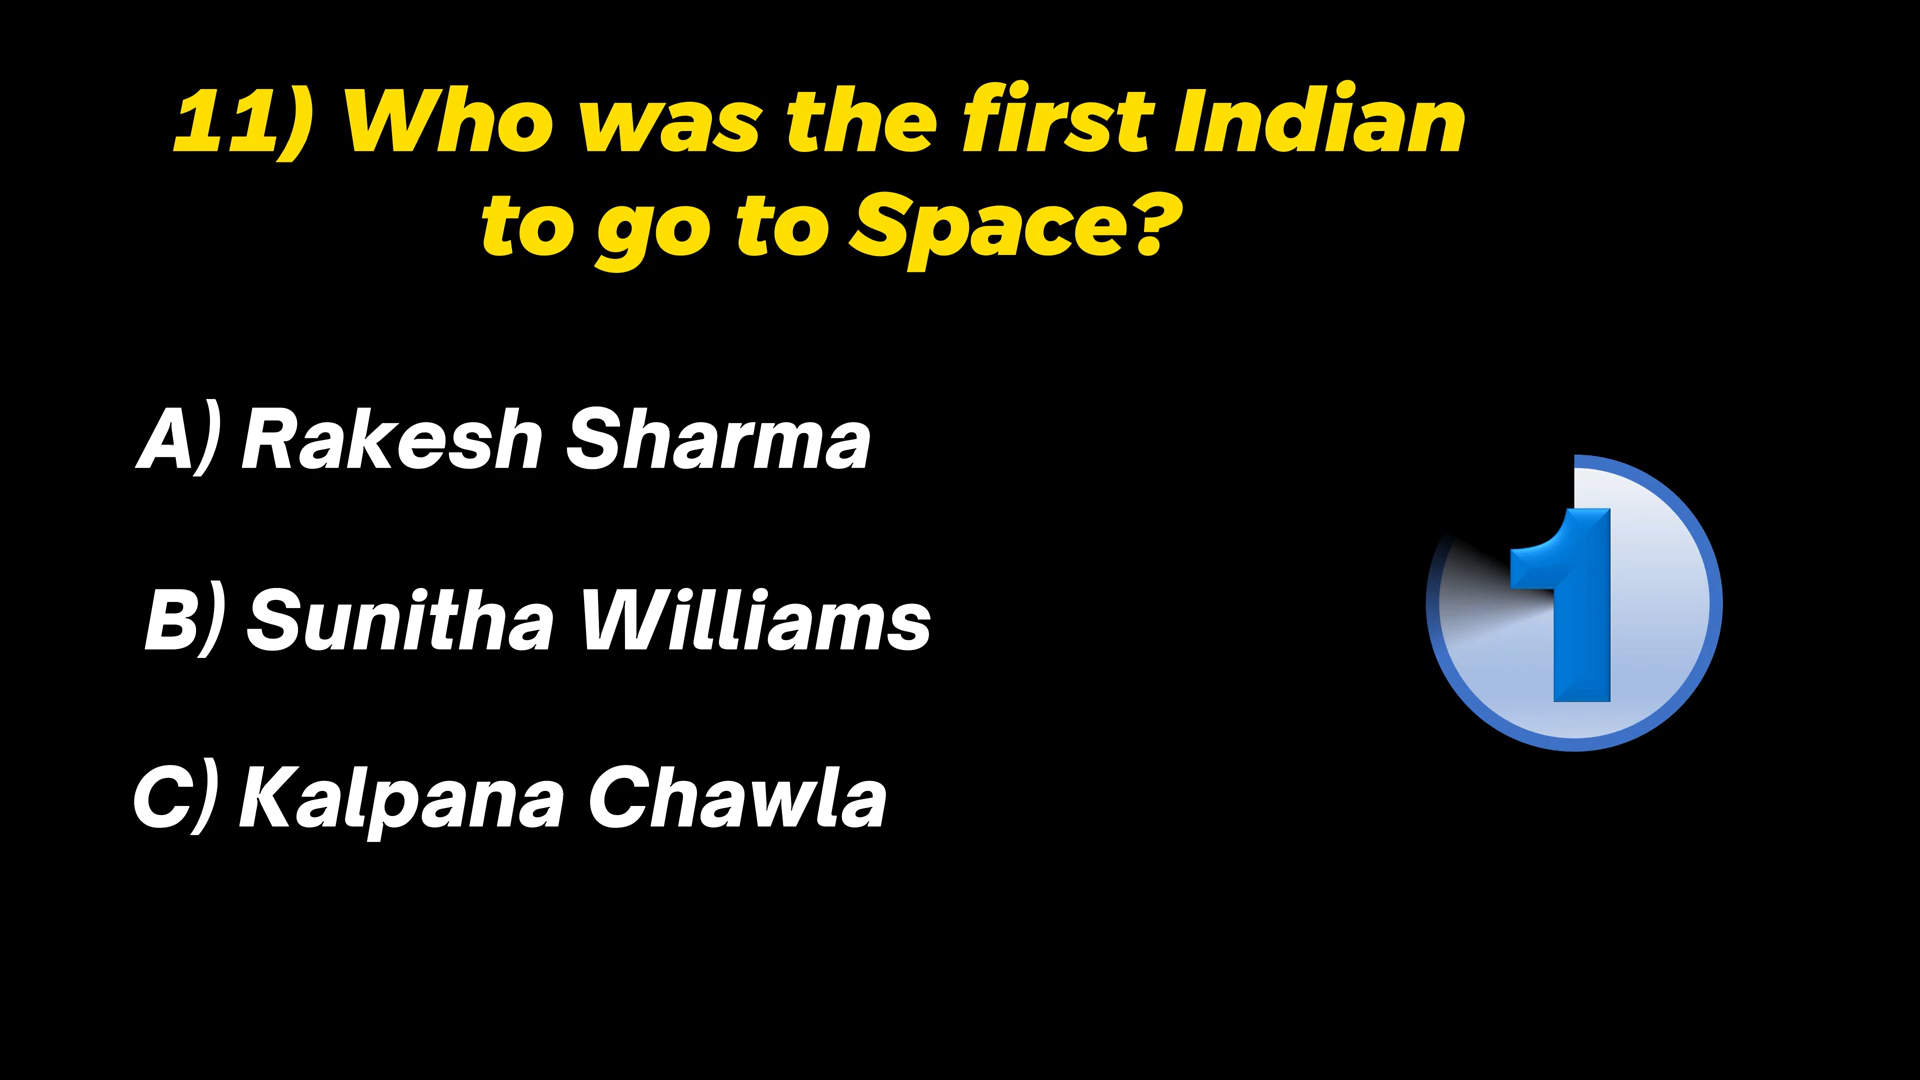 11) Who was the first Indian
to go to Space?
A) Rakesh Sharma
B) Sunitha Williams
1
C) Kalpana Chawla